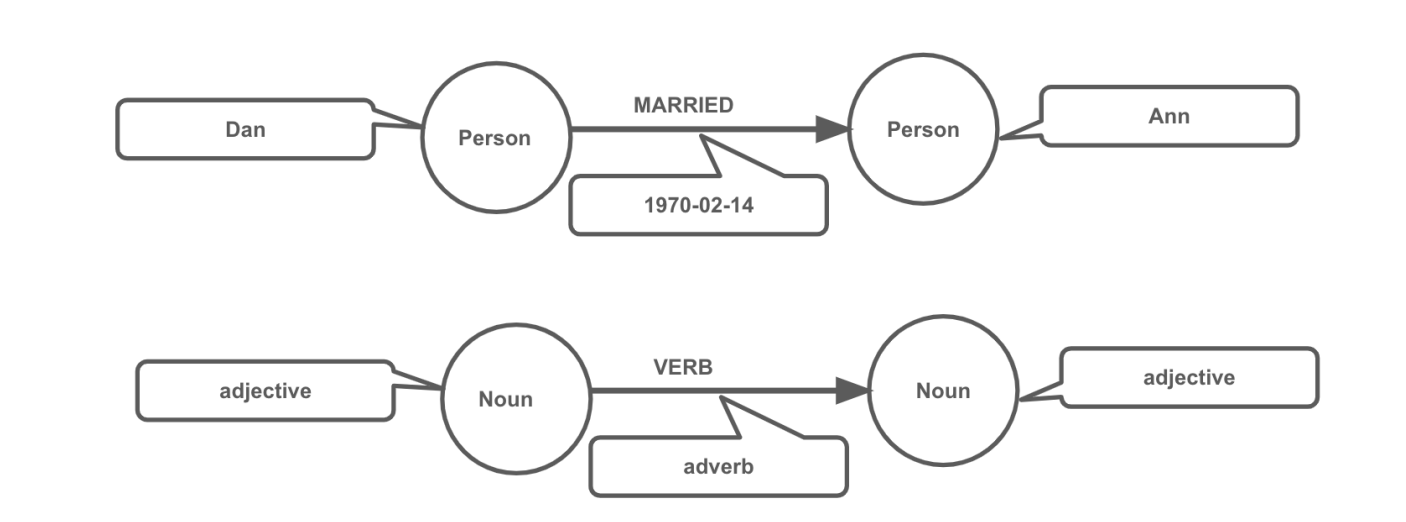 MARRIED
Dan
Person
Person
Ann
1970-02-14
VERB
adjective
Noun
Noun
adjective
adverb